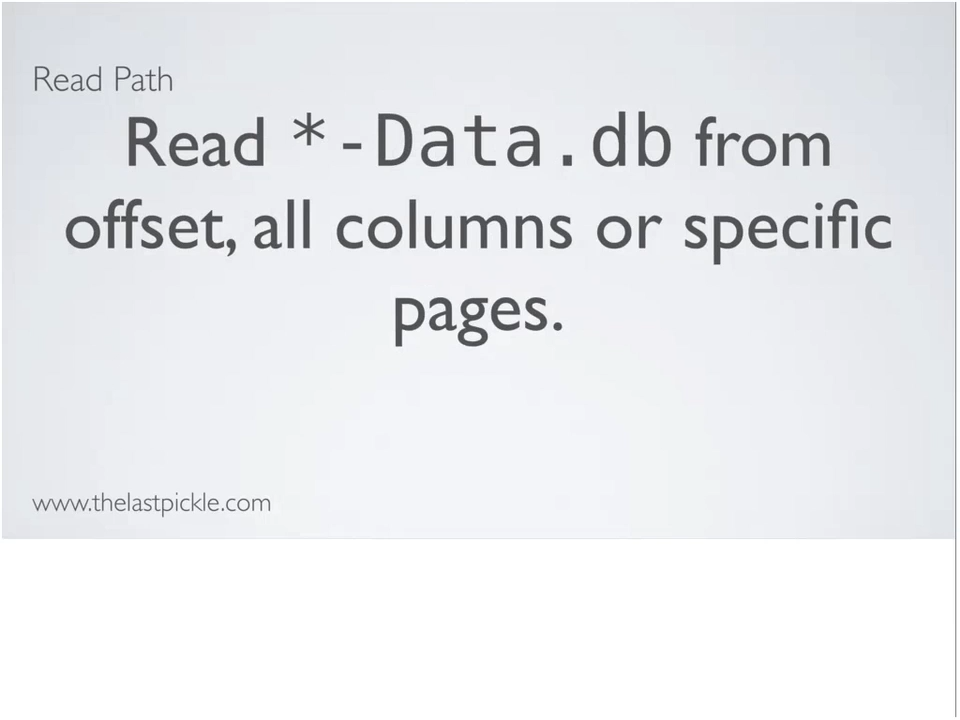 Read Path
Read *-Data.db from
offset, all columns or specific
pages.
www.thelastpickle.com